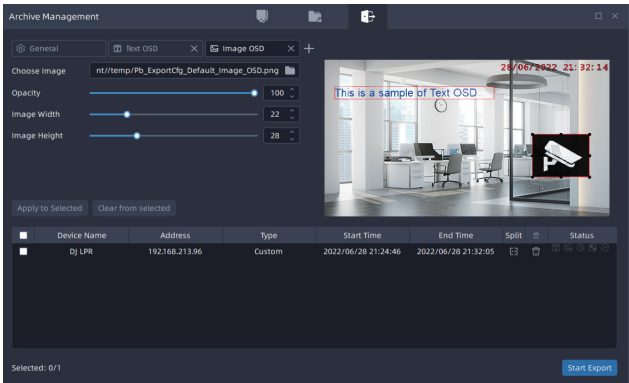 Archive Management
General
Text OSD
Image OSD
Choose Image nt//temp/Pb_ExportCfg_Default_Image_OSD.png
Opacity 100
Image Width 22
Image Height 28
28/06/2022 21:32:14
This is a sample of Text OSD
Apply to Selected Clear from selected
Device Name Address Type Start Time End Time Split Status
DJ LPR 192.168.213.96 Custom 2022/06/28 21:24:46 2022/06/28 21:32:05
Selected: 0/1
Start Export